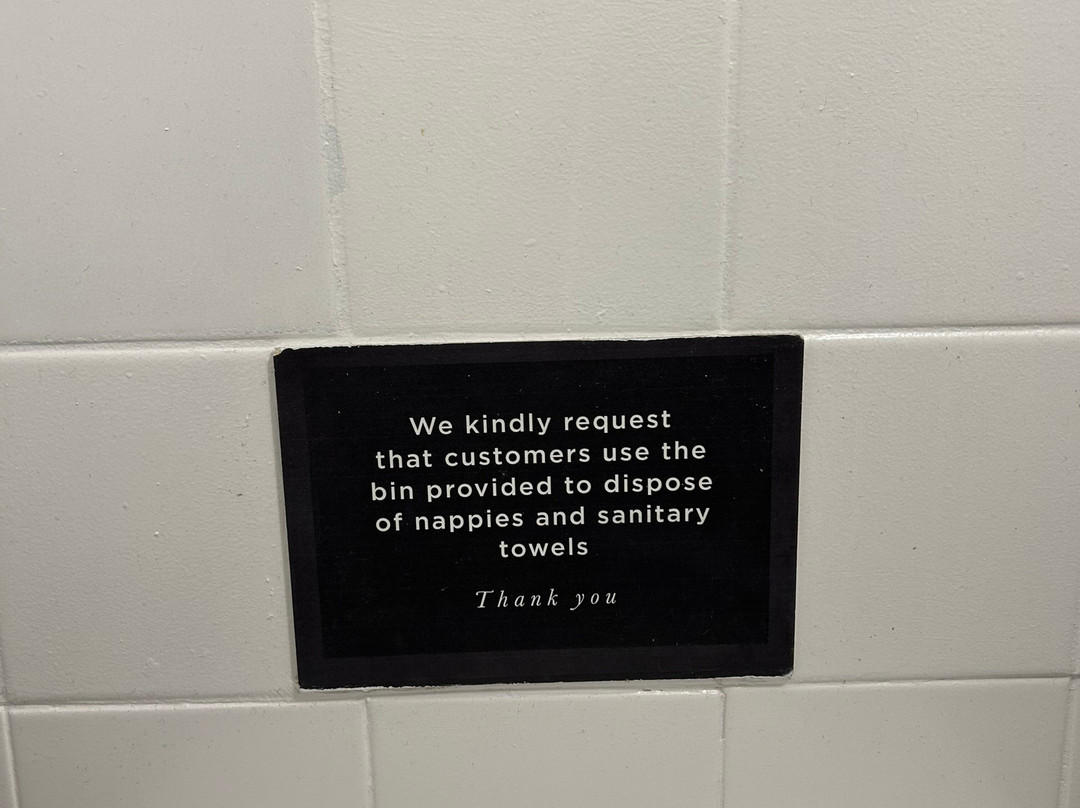 We kindly request
that customers use the
bin provided to dispose
of nappies and sanitary
towels
Thank you